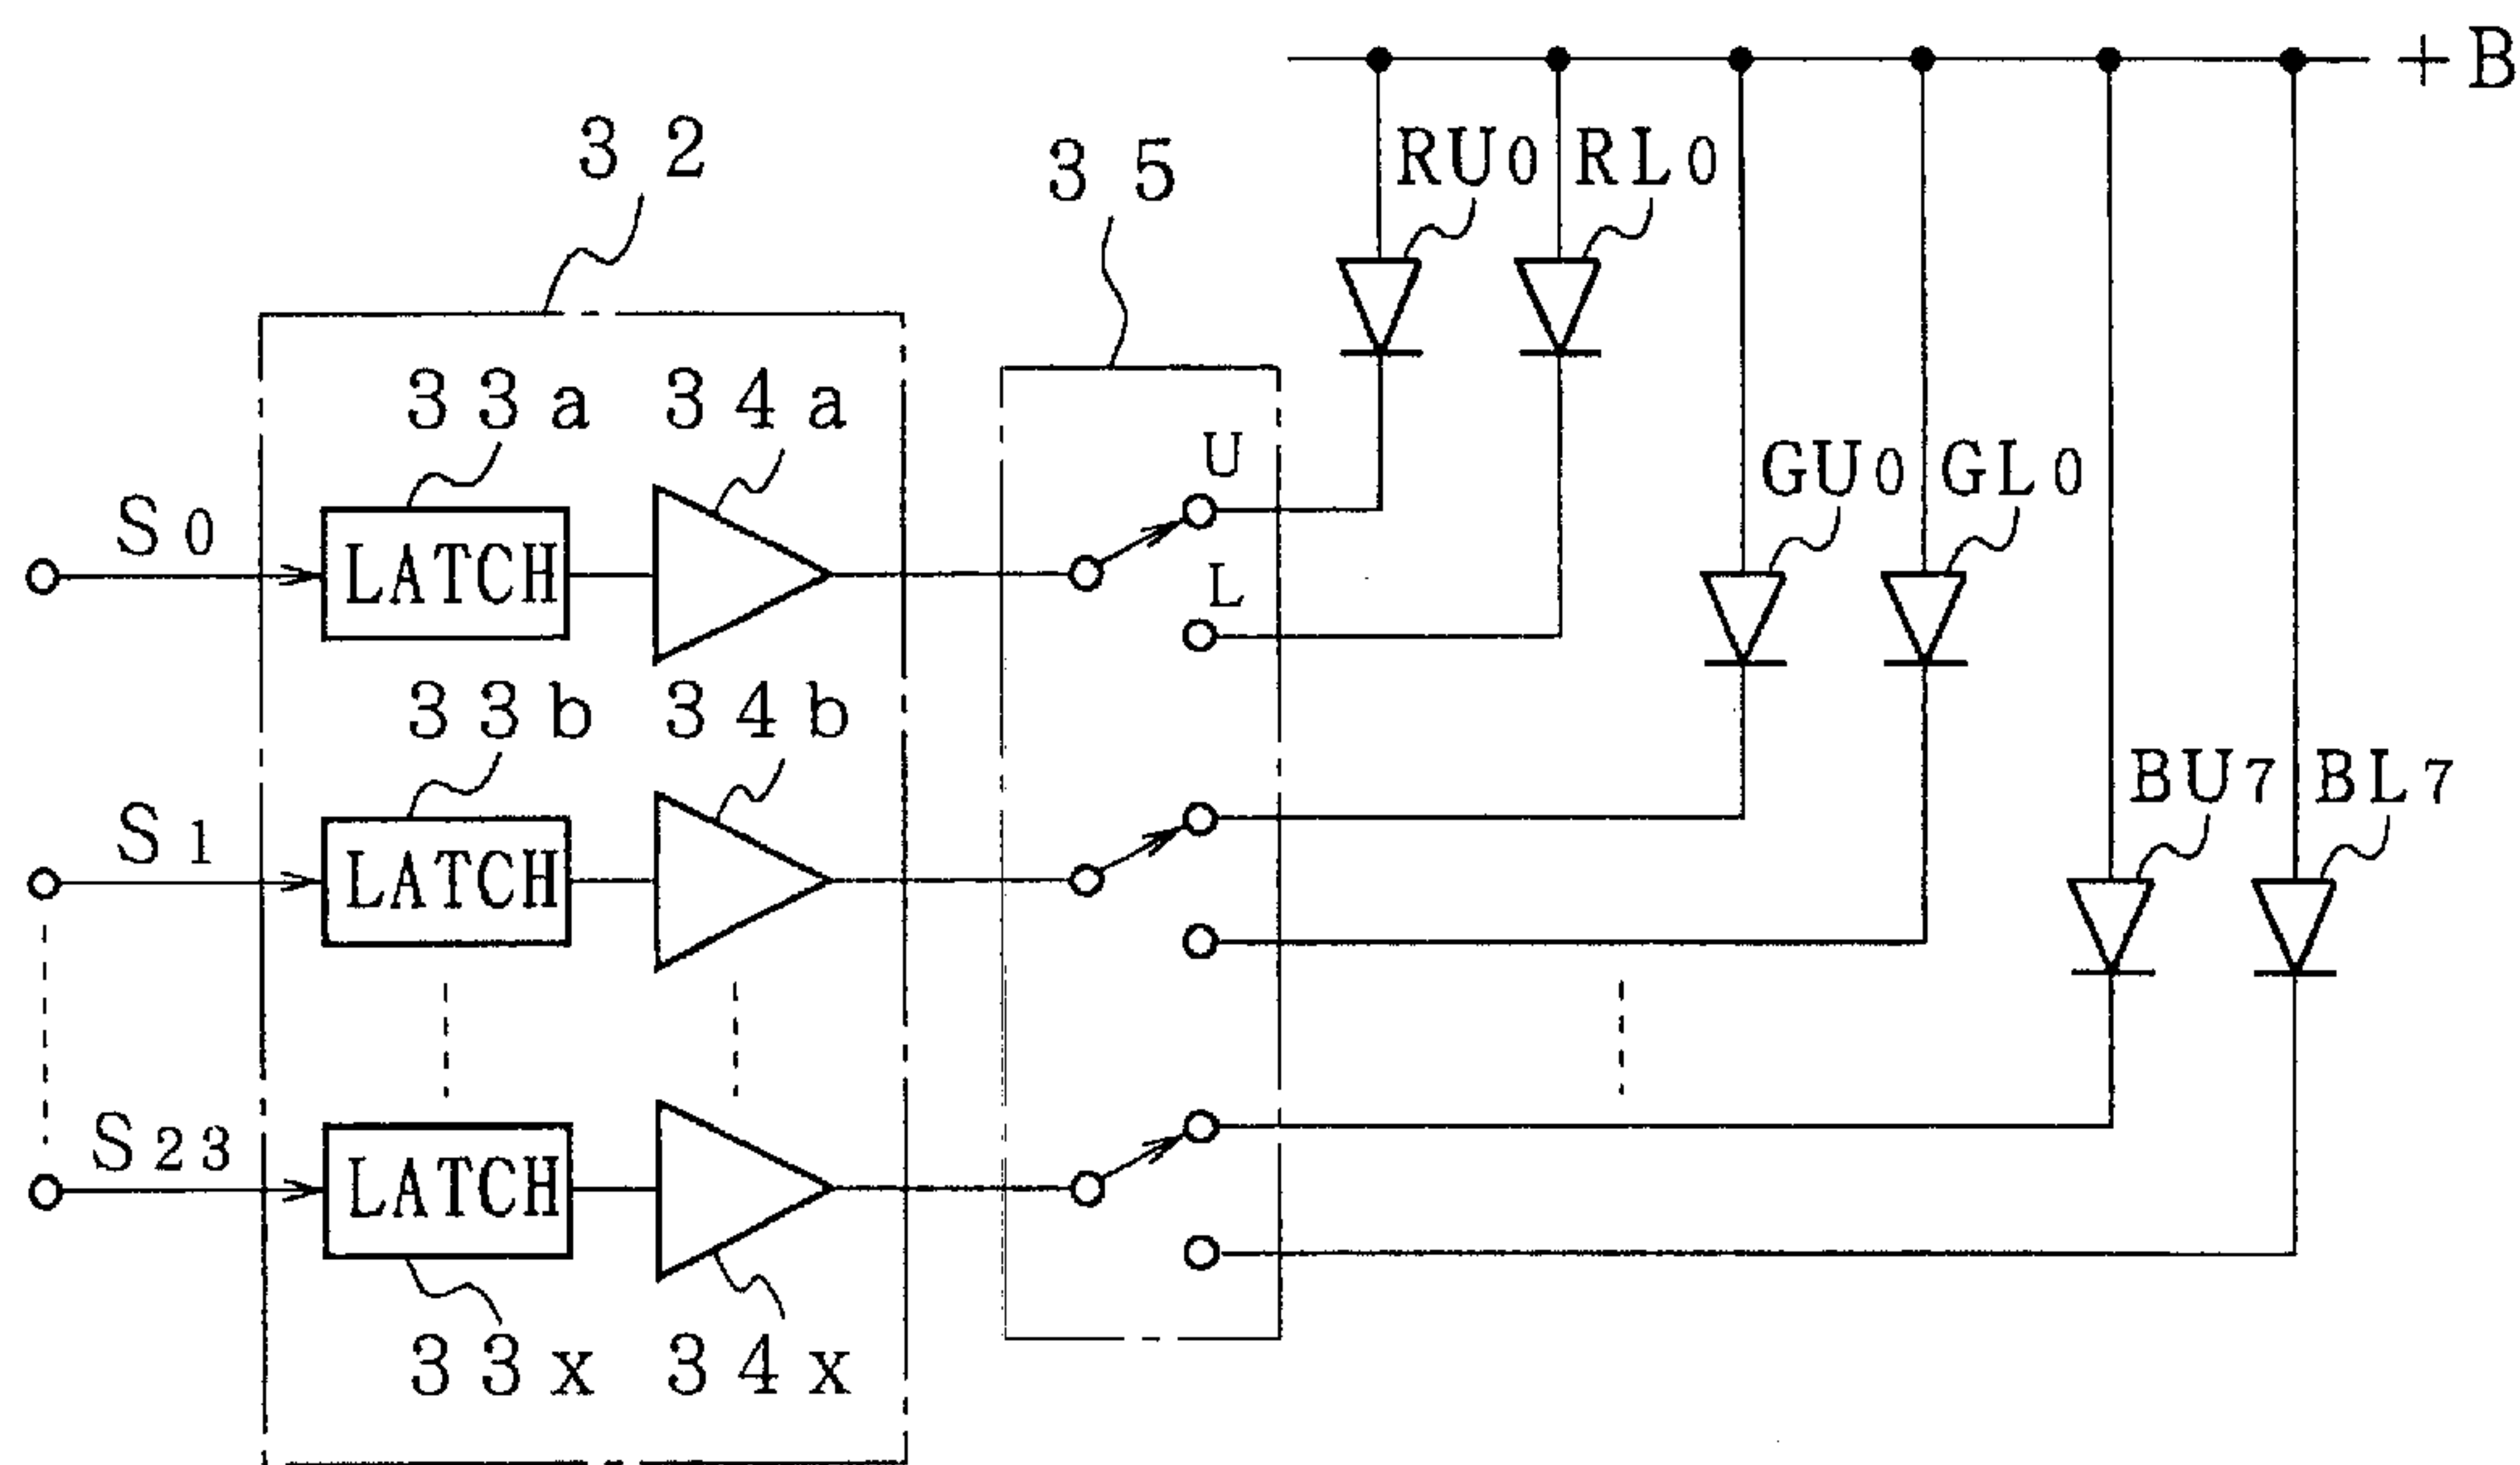 +B
32
35
RU0 RL0
33a 34a
U
GU0 GL0
S0
LATCH
L
33b 34b
BU7 BL7
S1
LATCH
S23
LATCH
33x 34x